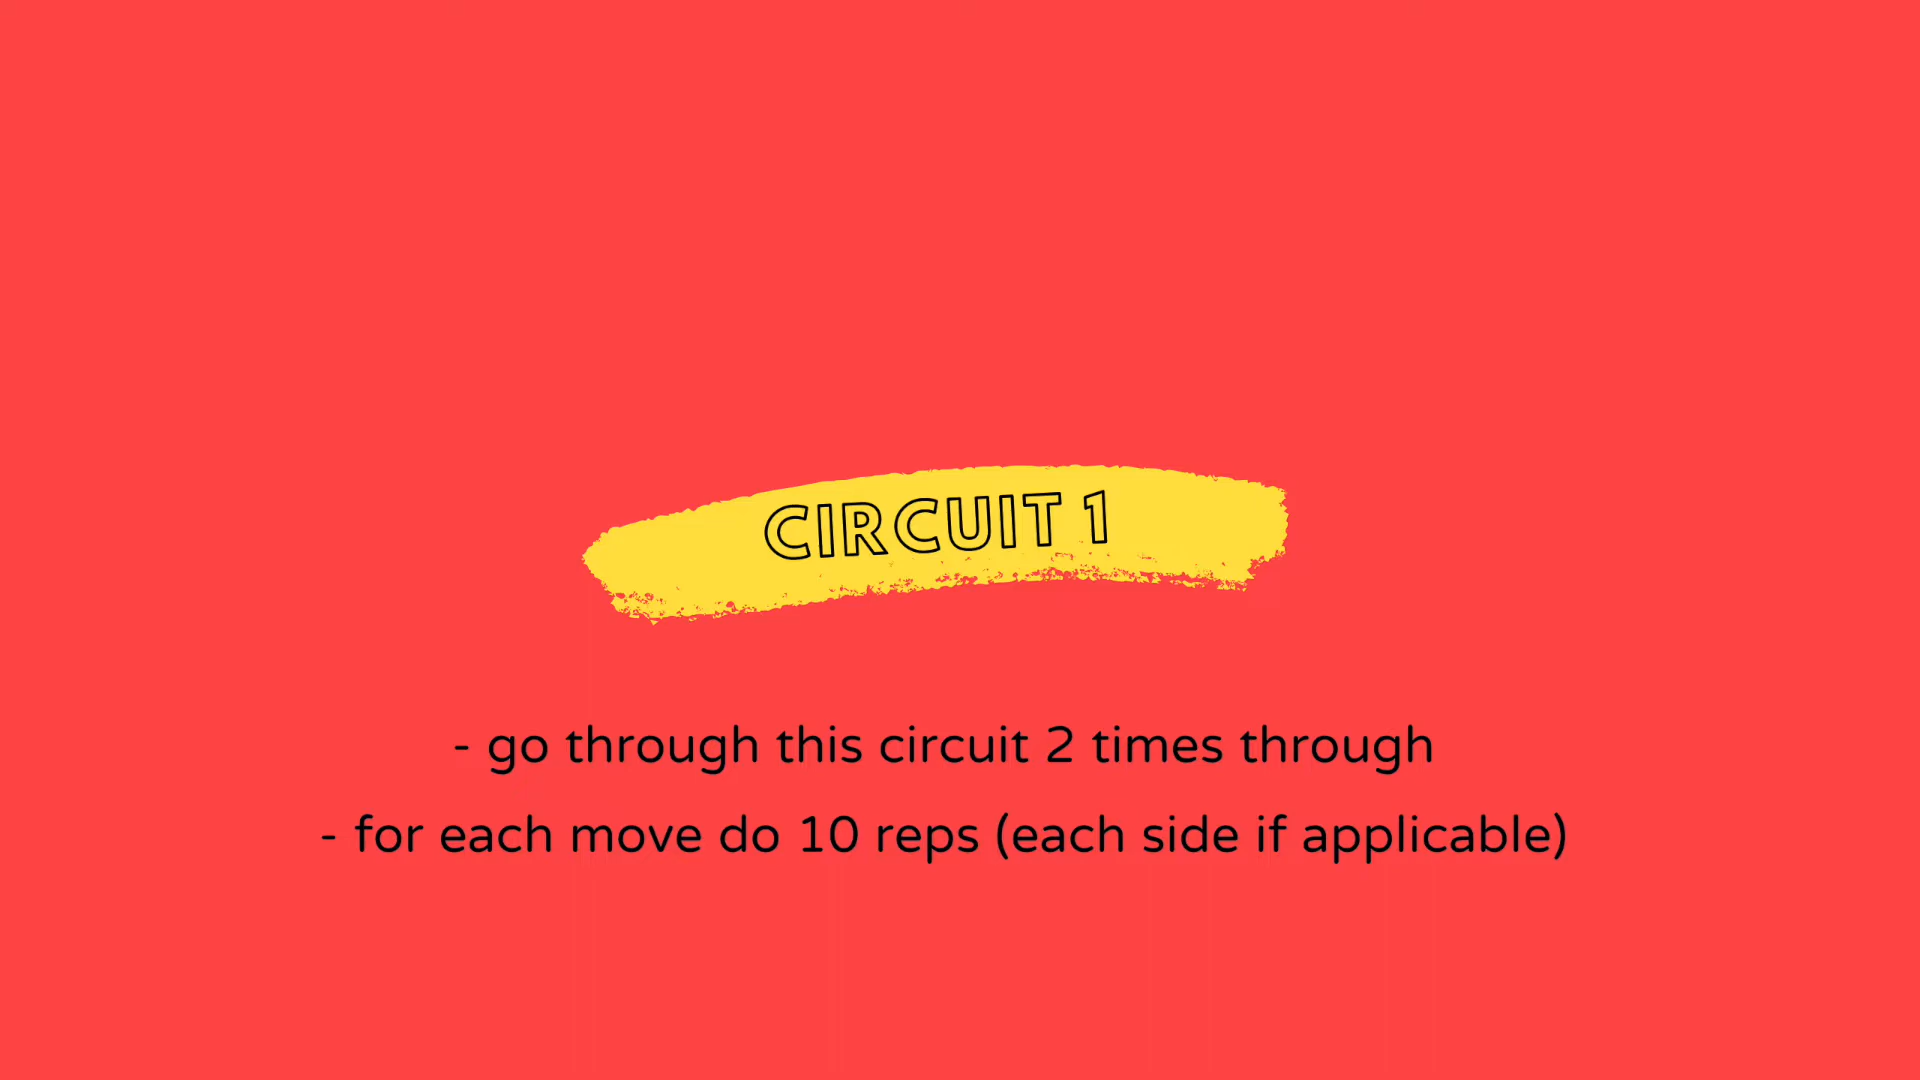 CIRCUIT 1
- go through this circuit 2 times through
- for each move do 10 reps (each side if applicable)